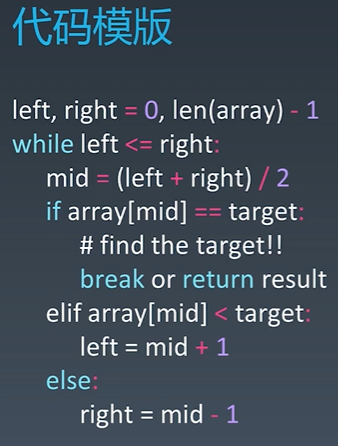 代码模版
left, right = 0, len(array) - 1
while left <= right:
    mid = (left + right) / 2
    if array[mid] == target:
        # find the target!!
        break or return result
    elif array[mid] < target:
        left = mid + 1
    else:
        right = mid - 1